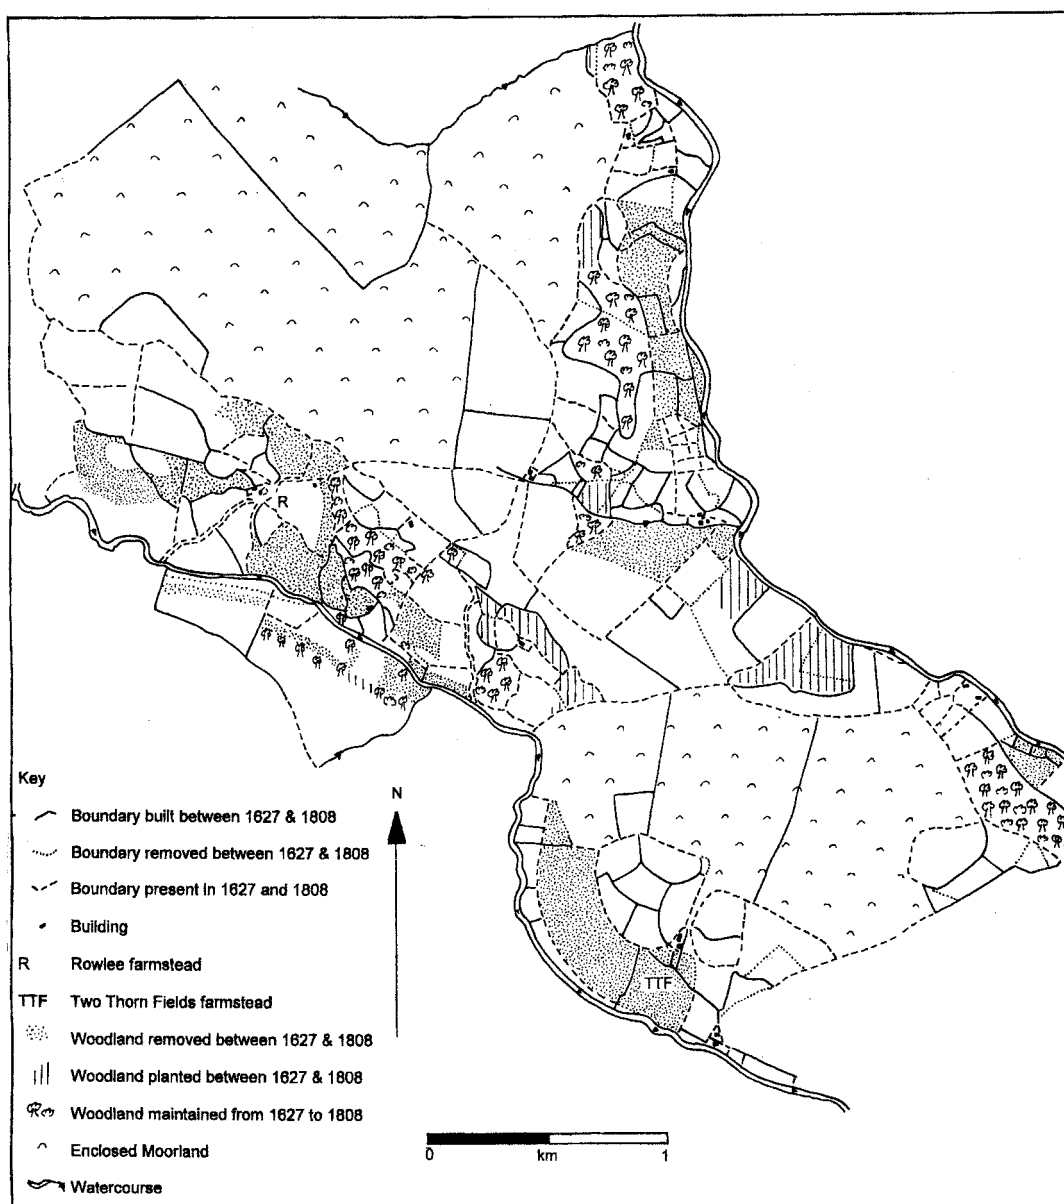 R
TTF
Key
N
Boundary built between 1627 & 1808
Boundary removed between 1627 & 1808
Boundary present in 1627 and 1808
Building
R Rowlee farmstead
TTF Two Thorn Fields farmstead
Woodland removed between 1627 & 1808
Woodland planted between 1627 & 1808
Woodland maintained from 1627 to 1808
Enclosed Moorland
Watercourse
0 km 1